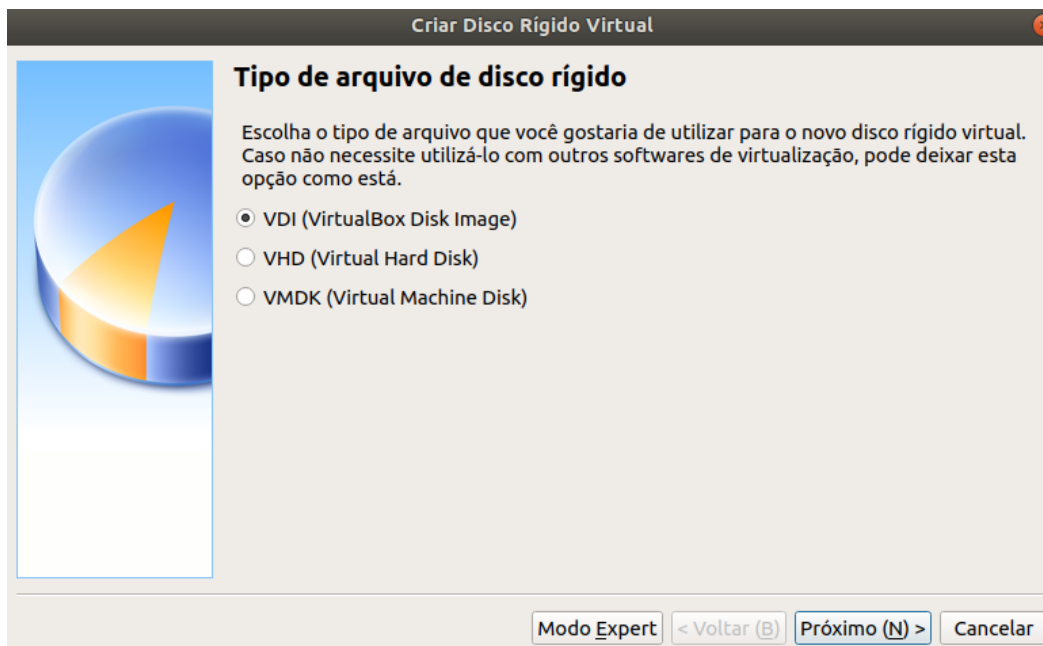 Criar Disco Rígido Virtual
Tipo de arquivo de disco rígido
Escolha o tipo de arquivo que você gostaria de utilizar para o novo disco rígido virtual.
Caso não necessite utilizá-lo com outros softwares de virtualização, pode deixar esta
opção como está.
VDI (VirtualBox Disk Image)
VHD (Virtual Hard Disk)
VMDK (Virtual Machine Disk)
Modo Expert < Voltar (B) Próximo (N) > Cancelar